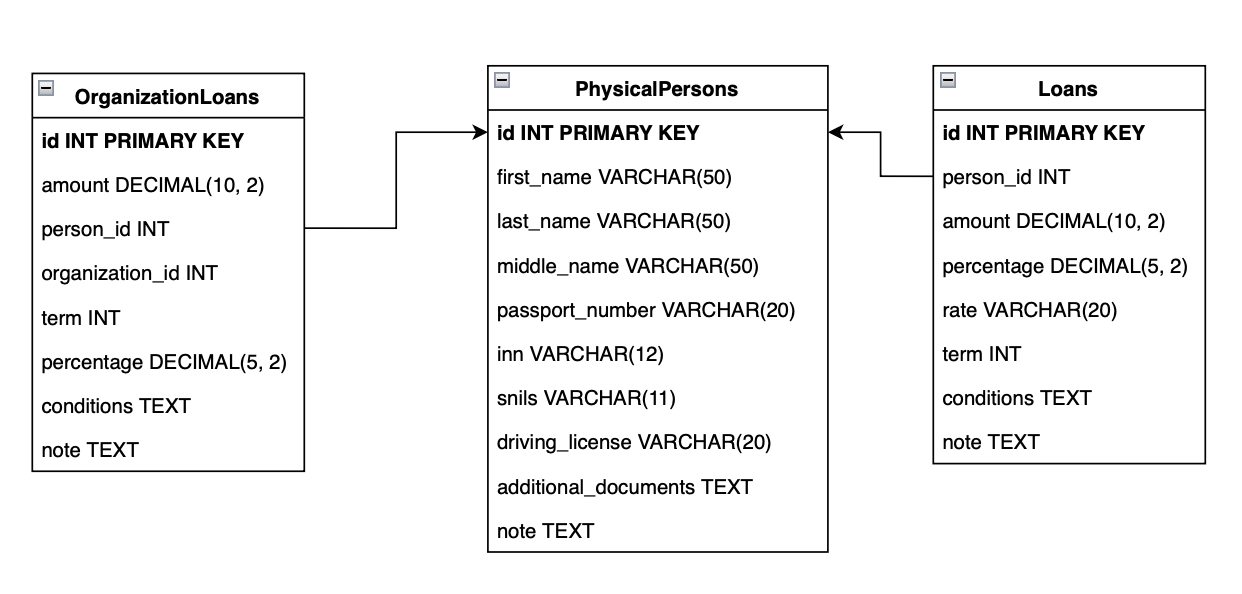 OrganizationLoans
id INT PRIMARY KEY
amount DECIMAL(10, 2)
person_id INT
organization_id INT
term INT
percentage DECIMAL(5, 2)
conditions TEXT
note TEXT
PhysicalPersons
id INT PRIMARY KEY
first_name VARCHAR(50)
last_name VARCHAR(50)
middle_name VARCHAR(50)
passport_number VARCHAR(20)
inn VARCHAR(12)
snils VARCHAR(11)
driving_license VARCHAR(20)
additional_documents TEXT
note TEXT
Loans
id INT PRIMARY KEY
person_id INT
amount DECIMAL(10, 2)
percentage DECIMAL(5, 2)
rate VARCHAR(20)
term INT
conditions TEXT
note TEXT